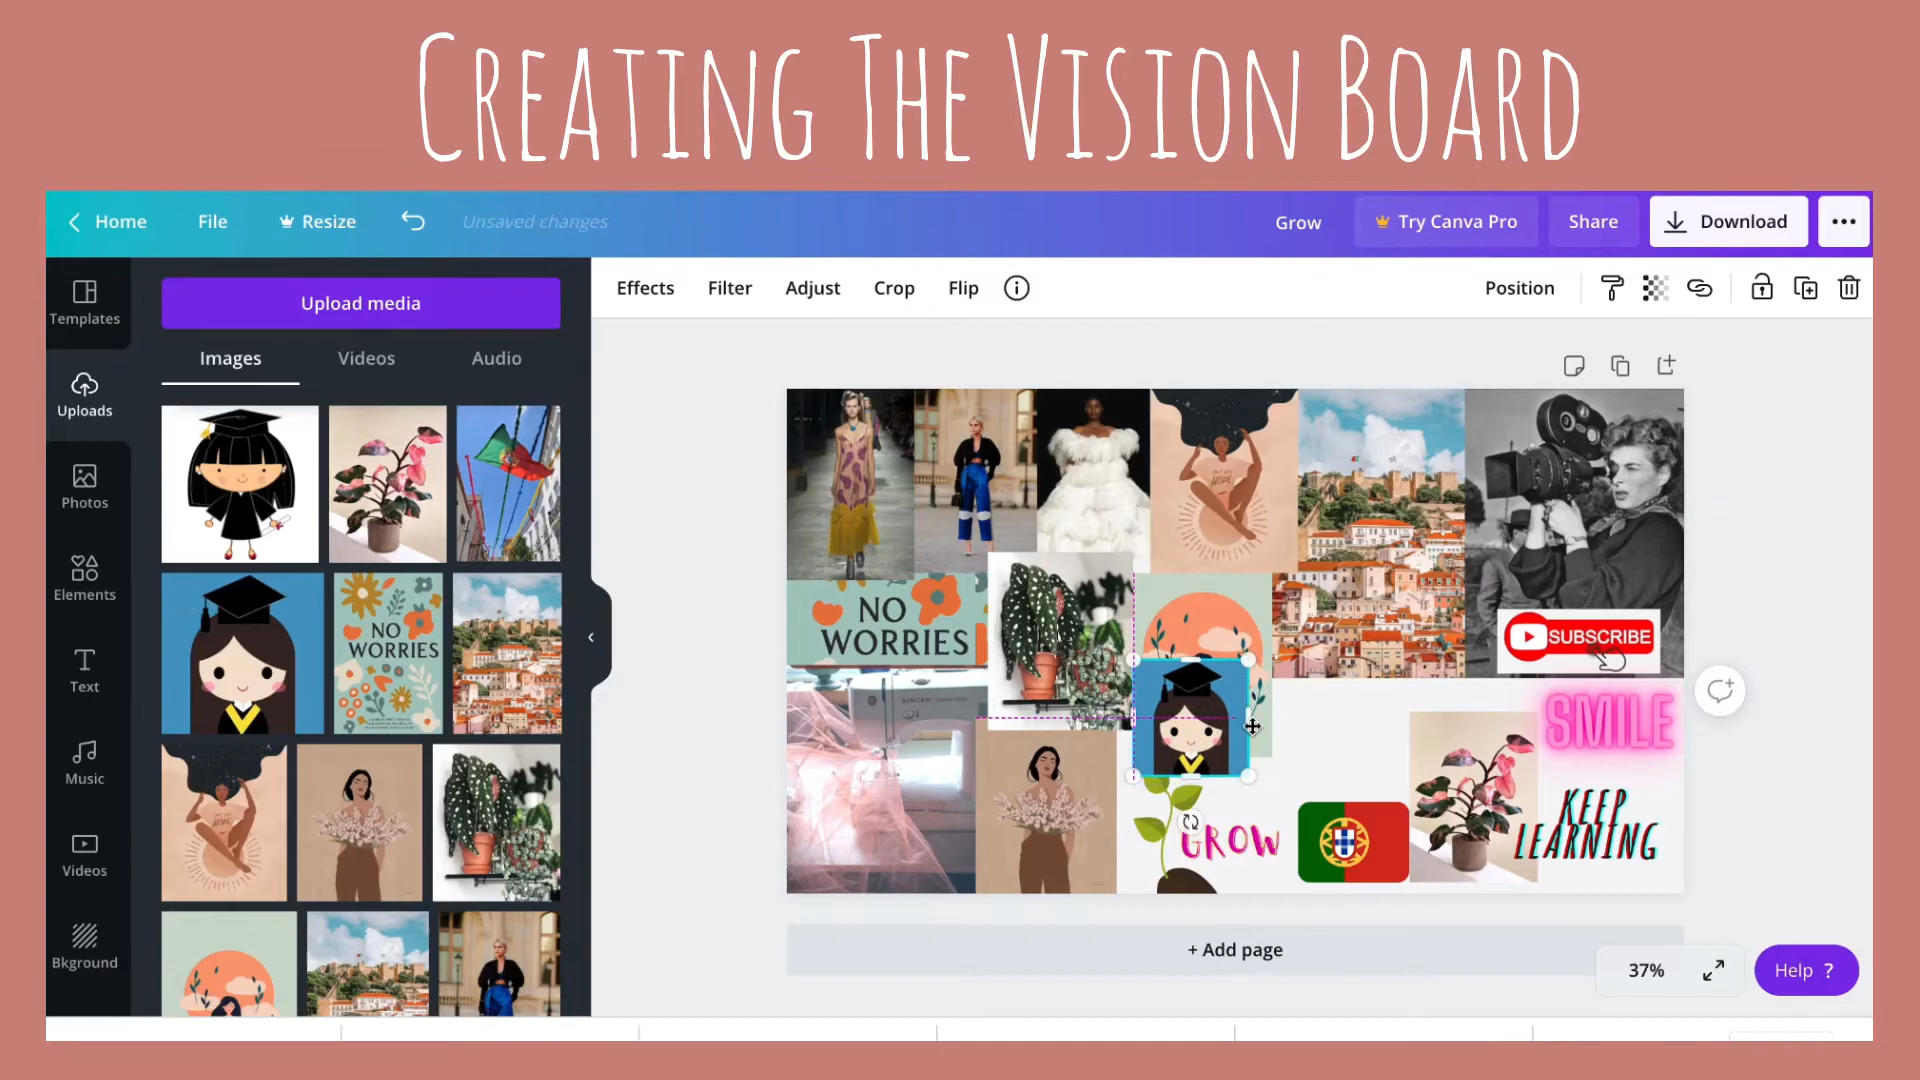 CREATING THE VISION BOARD
Home
File
Resize
Unsaved changes
Grow
Try Canva Pro
Share
Download
Templates
Uploads
Photos
Elements
Text
Music
Videos
Bkground
Upload media
Images
Videos
Audio
NO
WORRIES
Effects
Filter
Adjust
Crop
Flip
Position
NO
WORRIES
SINGER
SUBSCRIBE
SMILE
GROW
KEEP
LEARNING
+ Add page
37%
Help ?